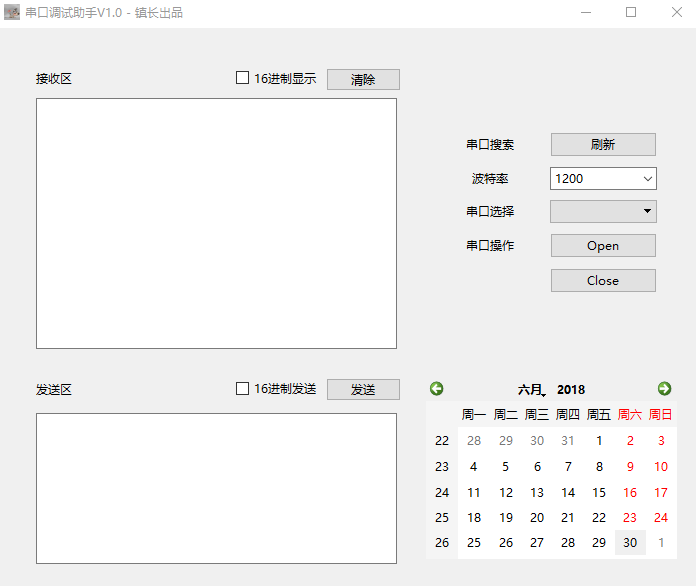 串口调试助手V1.0 - 镇长出品
接收区 16进制显示 清除
串口搜索 刷新
波特率 1200
串口选择
串口操作 Open
Close
发送区 16进制发送 发送
六月, 2018
周一 周二 周三 周四 周五 周六 周日
22 28 29 30 31 1 2 3
23 4 5 6 7 8 9 10
24 11 12 13 14 15 16 17
25 18 19 20 21 22 23 24
26 25 26 27 28 29 30 1